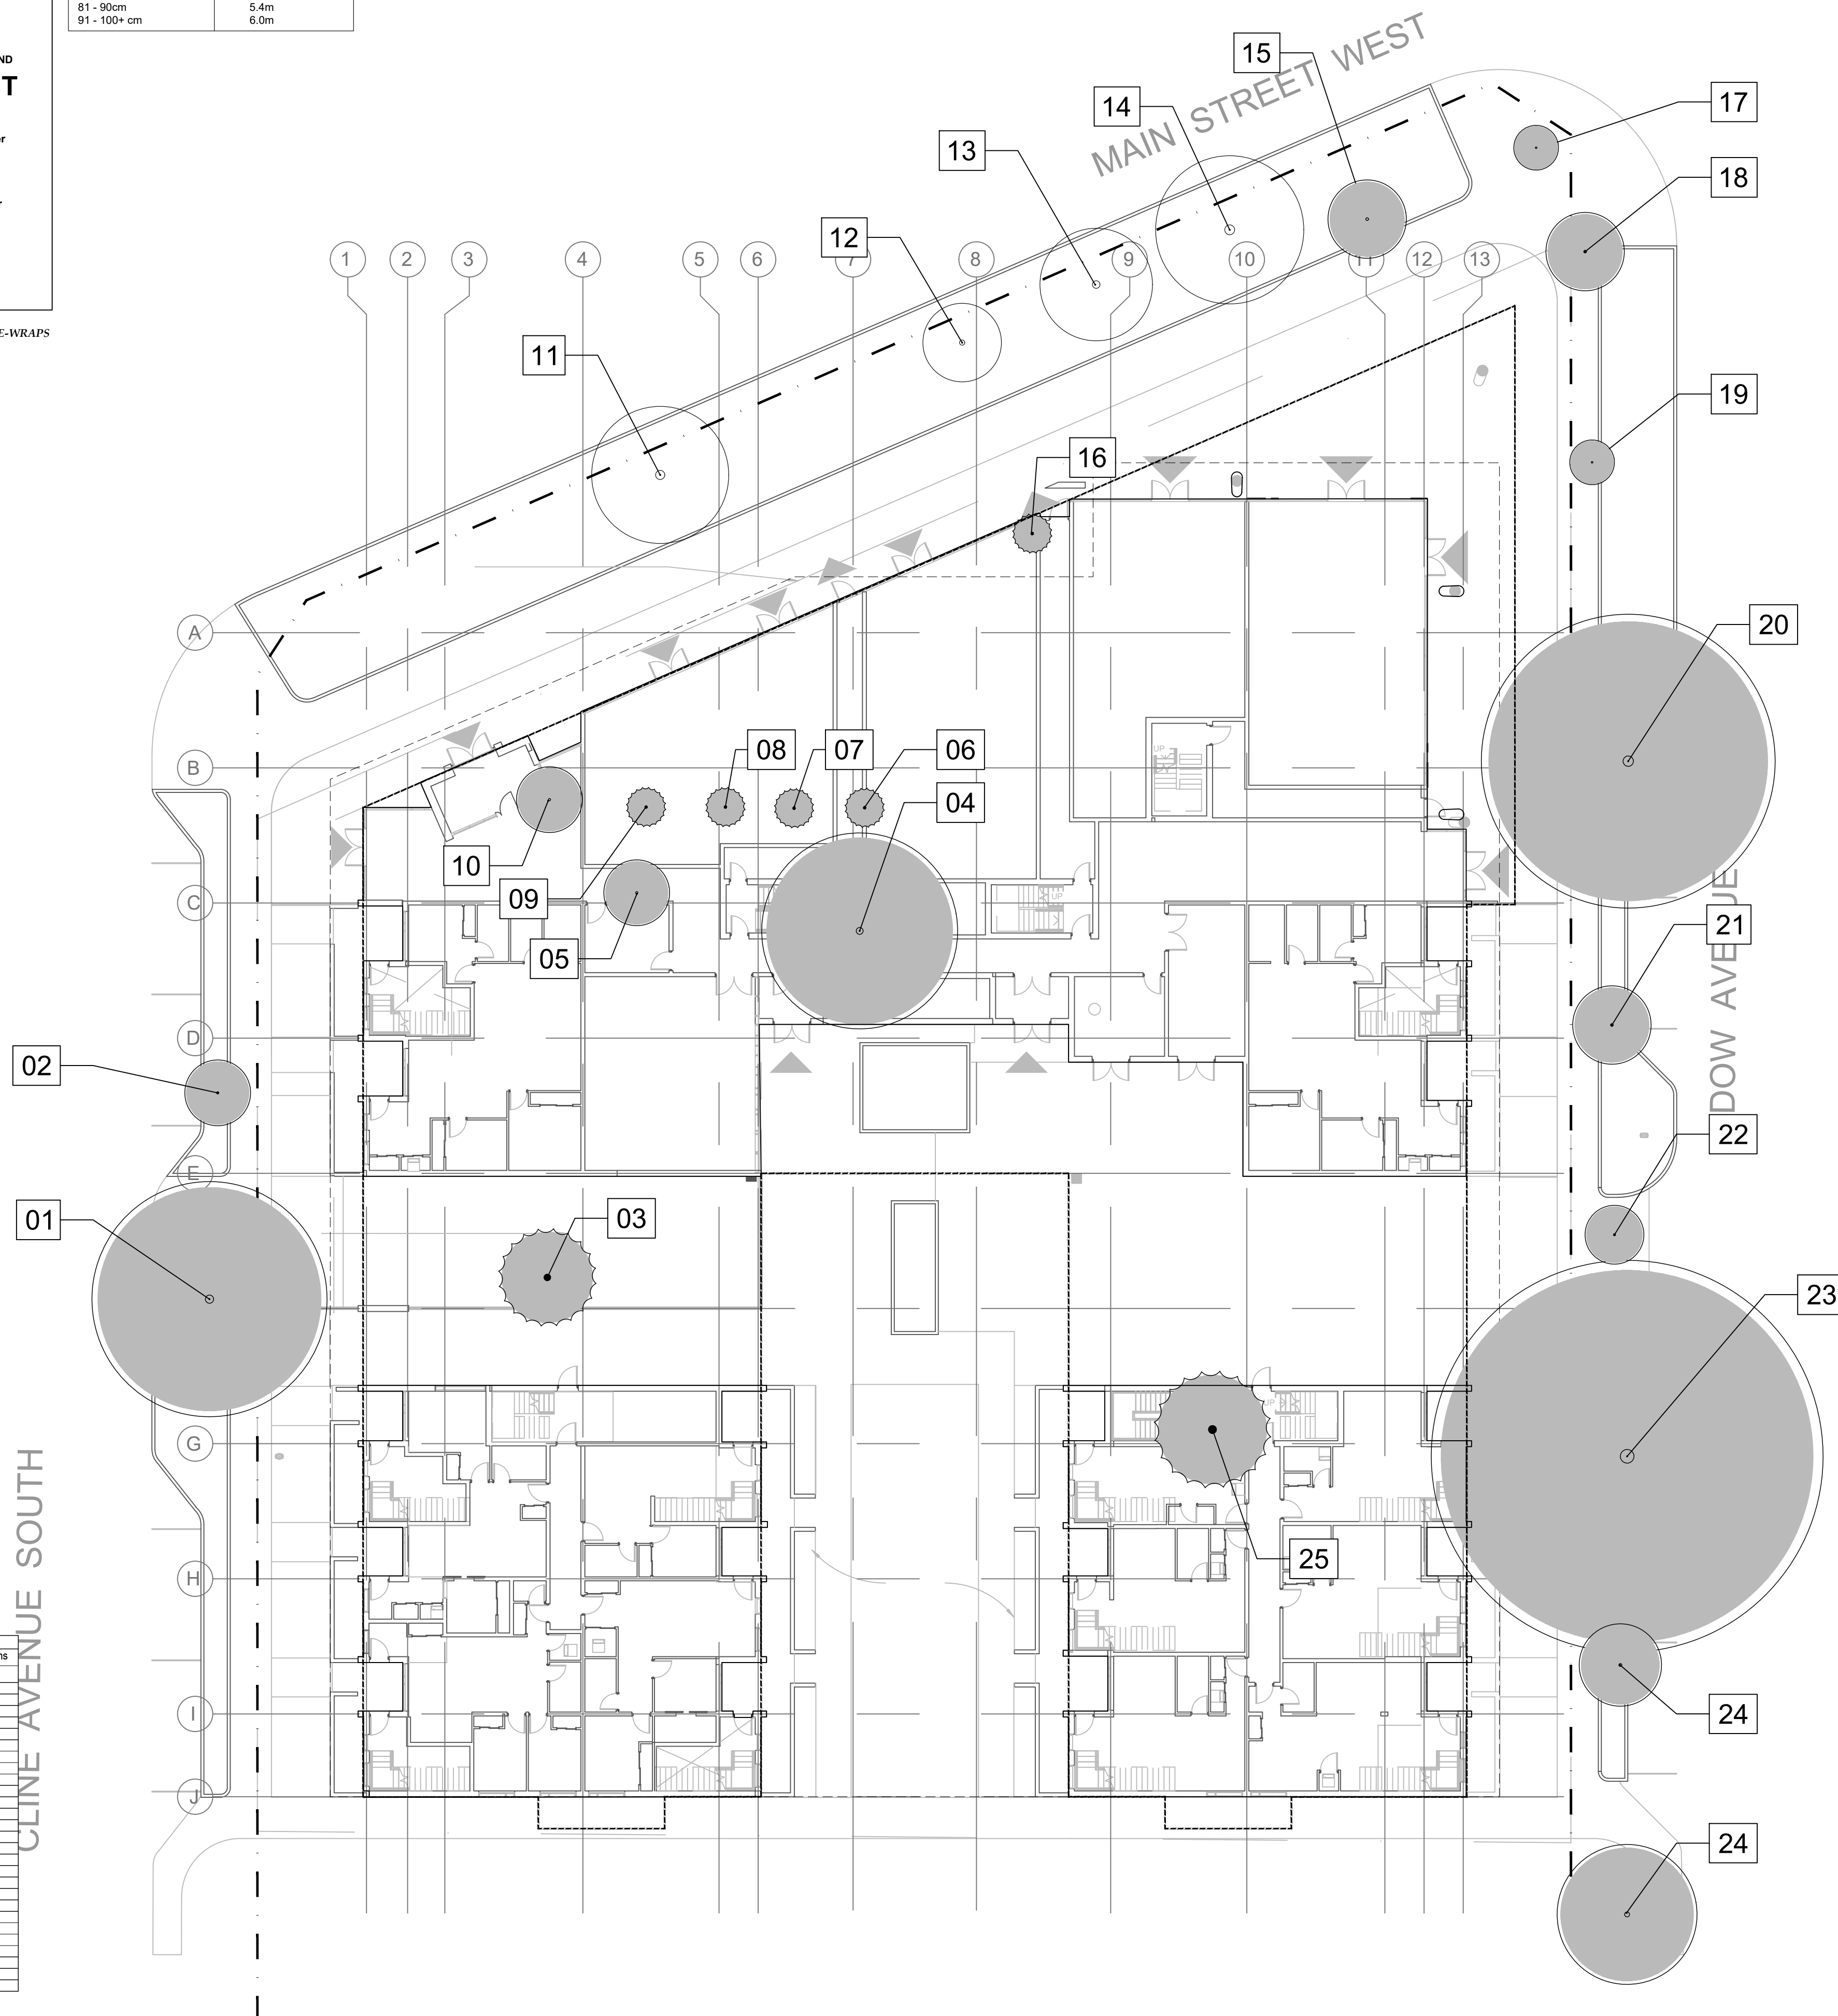 81 - 90cm 5.4m
91 - 100+ cm 6.0m
ND
T
E-WRAPS
MAIN STREET WEST
15
17
14
13
18
12
1 2 3 4 5 6 7 8 9 10 11 12 13
11
19
16
A
20
B
08 07 06
04
10
09
C
UP
UP
21
05
D
02
22
E
01
03
23
UP
G
25
H
24
I
24
J
CLINE AVENUE SOUTH
DOW AVENUE